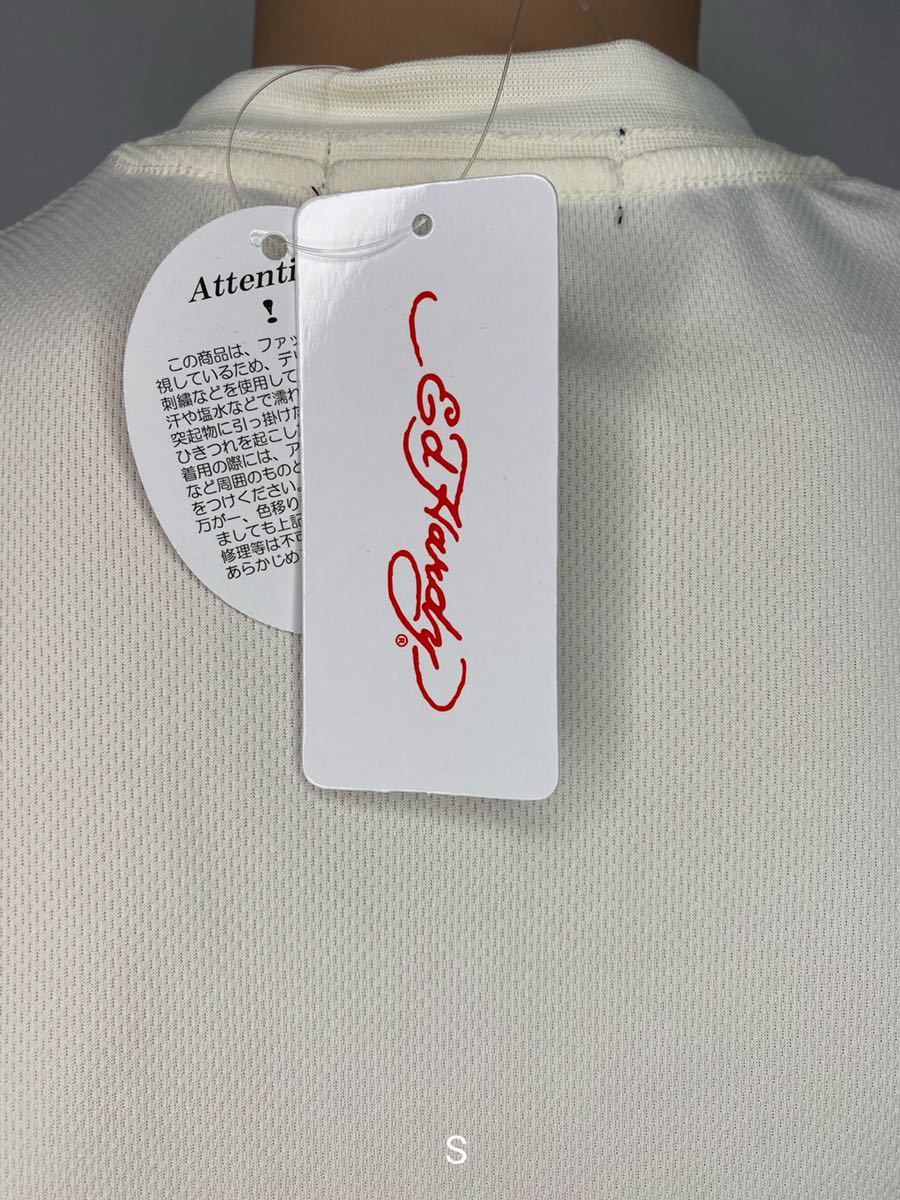 Attenti
!
この商品は、ファッ
視しているため、デ
刺繍などを使用して
汗や塩水などで濡れ
突起物に引っ掛けた
ひきつれを起こし
着用の際には、ア
など周囲のものと
をつけください。
万が一、色移り
ましても上記
修理等は不可
あらかじめ
Ed Hardy
®
S